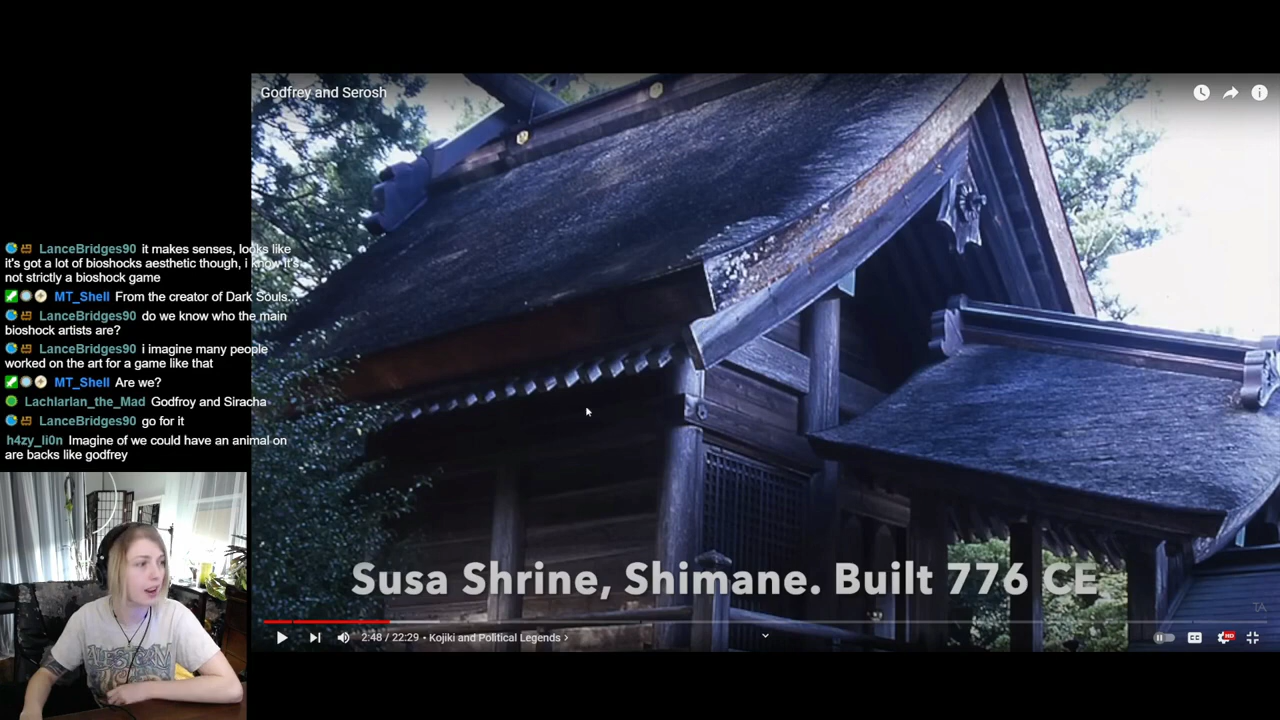 Godfrey and Serosh
LanceBridges90 it makes senses, looks like
it's got a lot of bioshocks aesthetic though, i know it's
not strictly a bioshock game
MT_Shell From the creator of Dark Souls...
LanceBridges90 do we know who the main
bioshock artists are?
LanceBridges90 i imagine many people
worked on the art for a game like that
MT_Shell Are we?
Lachlarlan_the_Mad Godfroy and Siracha
LanceBridges90 go for it
h4zy_li0n Imagine of we could have an animal on
are backs like godfrey
ALESTORM
Susa Shrine, Shimane. Built 776 CE
TA
2:48 / 22:29 • Kojiki and Political Legends ›
CC
HD